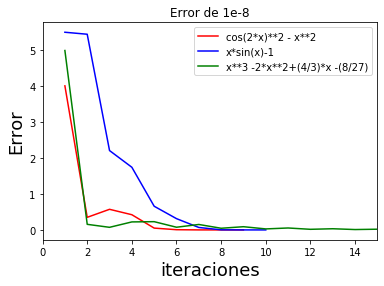 Error de 1e-8
cos(2*x)**2 - x**2
x*sin(x)-1
x**3 -2*x**2+(4/3)*x -(8/27)
Error
5
4
3
2
1
0
0 2 4 6 8 10 12 14
iteraciones